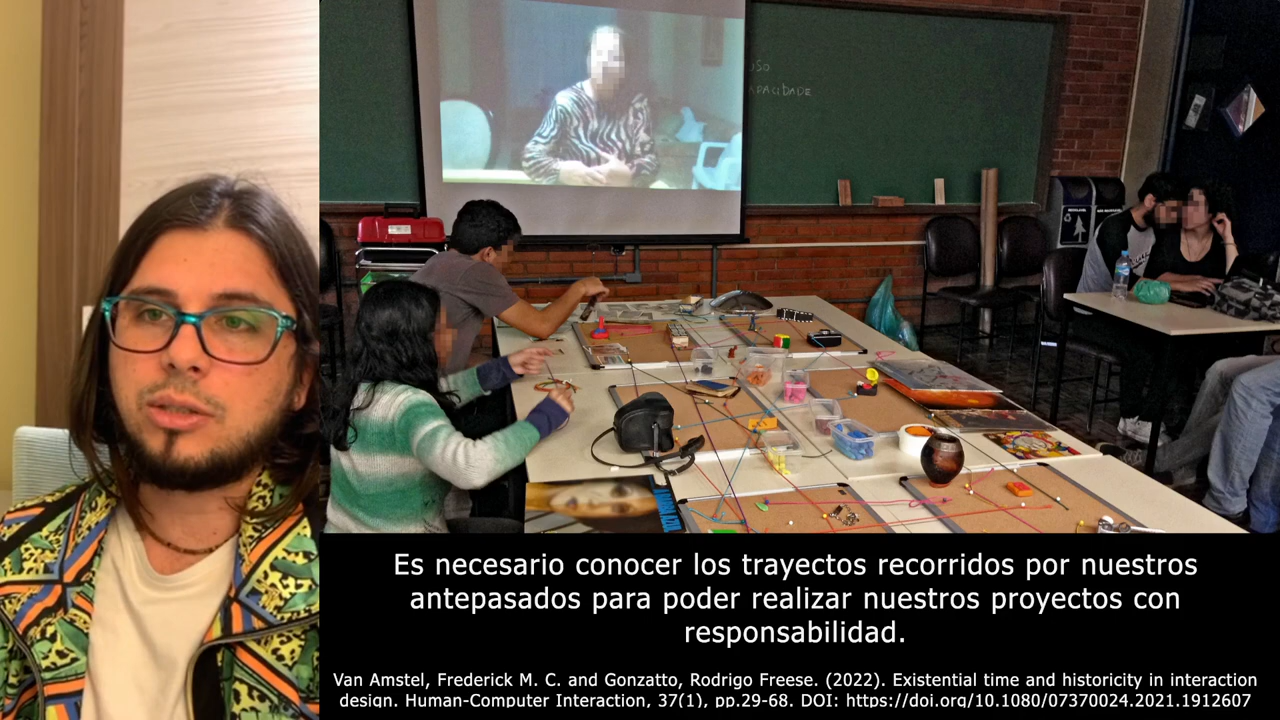 Es necesario conocer los trayectos recorridos por nuestros
antepasados para poder realizar nuestros proyectos con
responsabilidad.
Van Amstel, Frederick M. C. and Gonzatto, Rodrigo Freese. (2022). Existential time and historicity in interaction
design. Human-Computer Interaction, 37(1), pp.29-68. DOI: https://doi.org/10.1080/07370024.2021.1912607